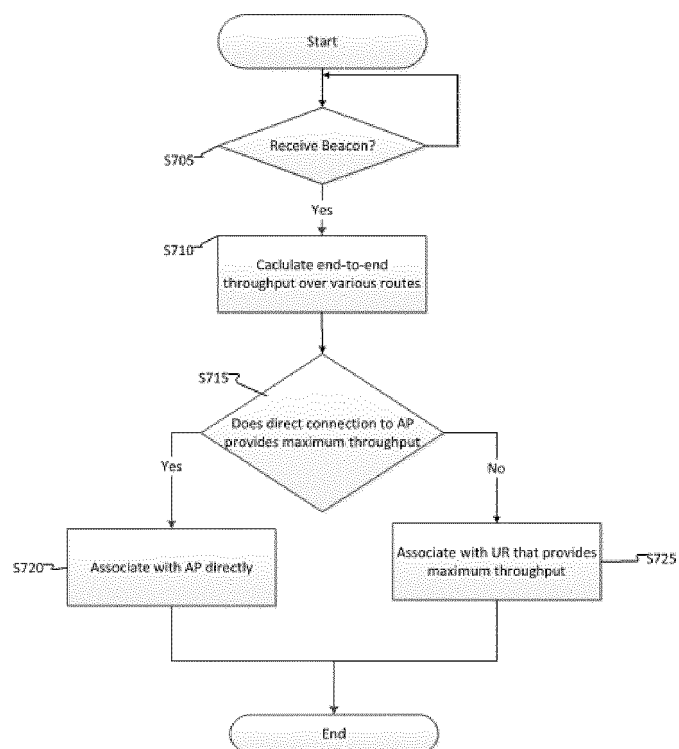 Start
Receive Beacon?
S705
Yes
S710
Caclulate end-to-end
throughput over various routes
S715
Does direct connection to AP
provides maximum throughput
Yes
No
S720
Associate with AP directly
Associate with UR that provides
maximum throughput
S725
End